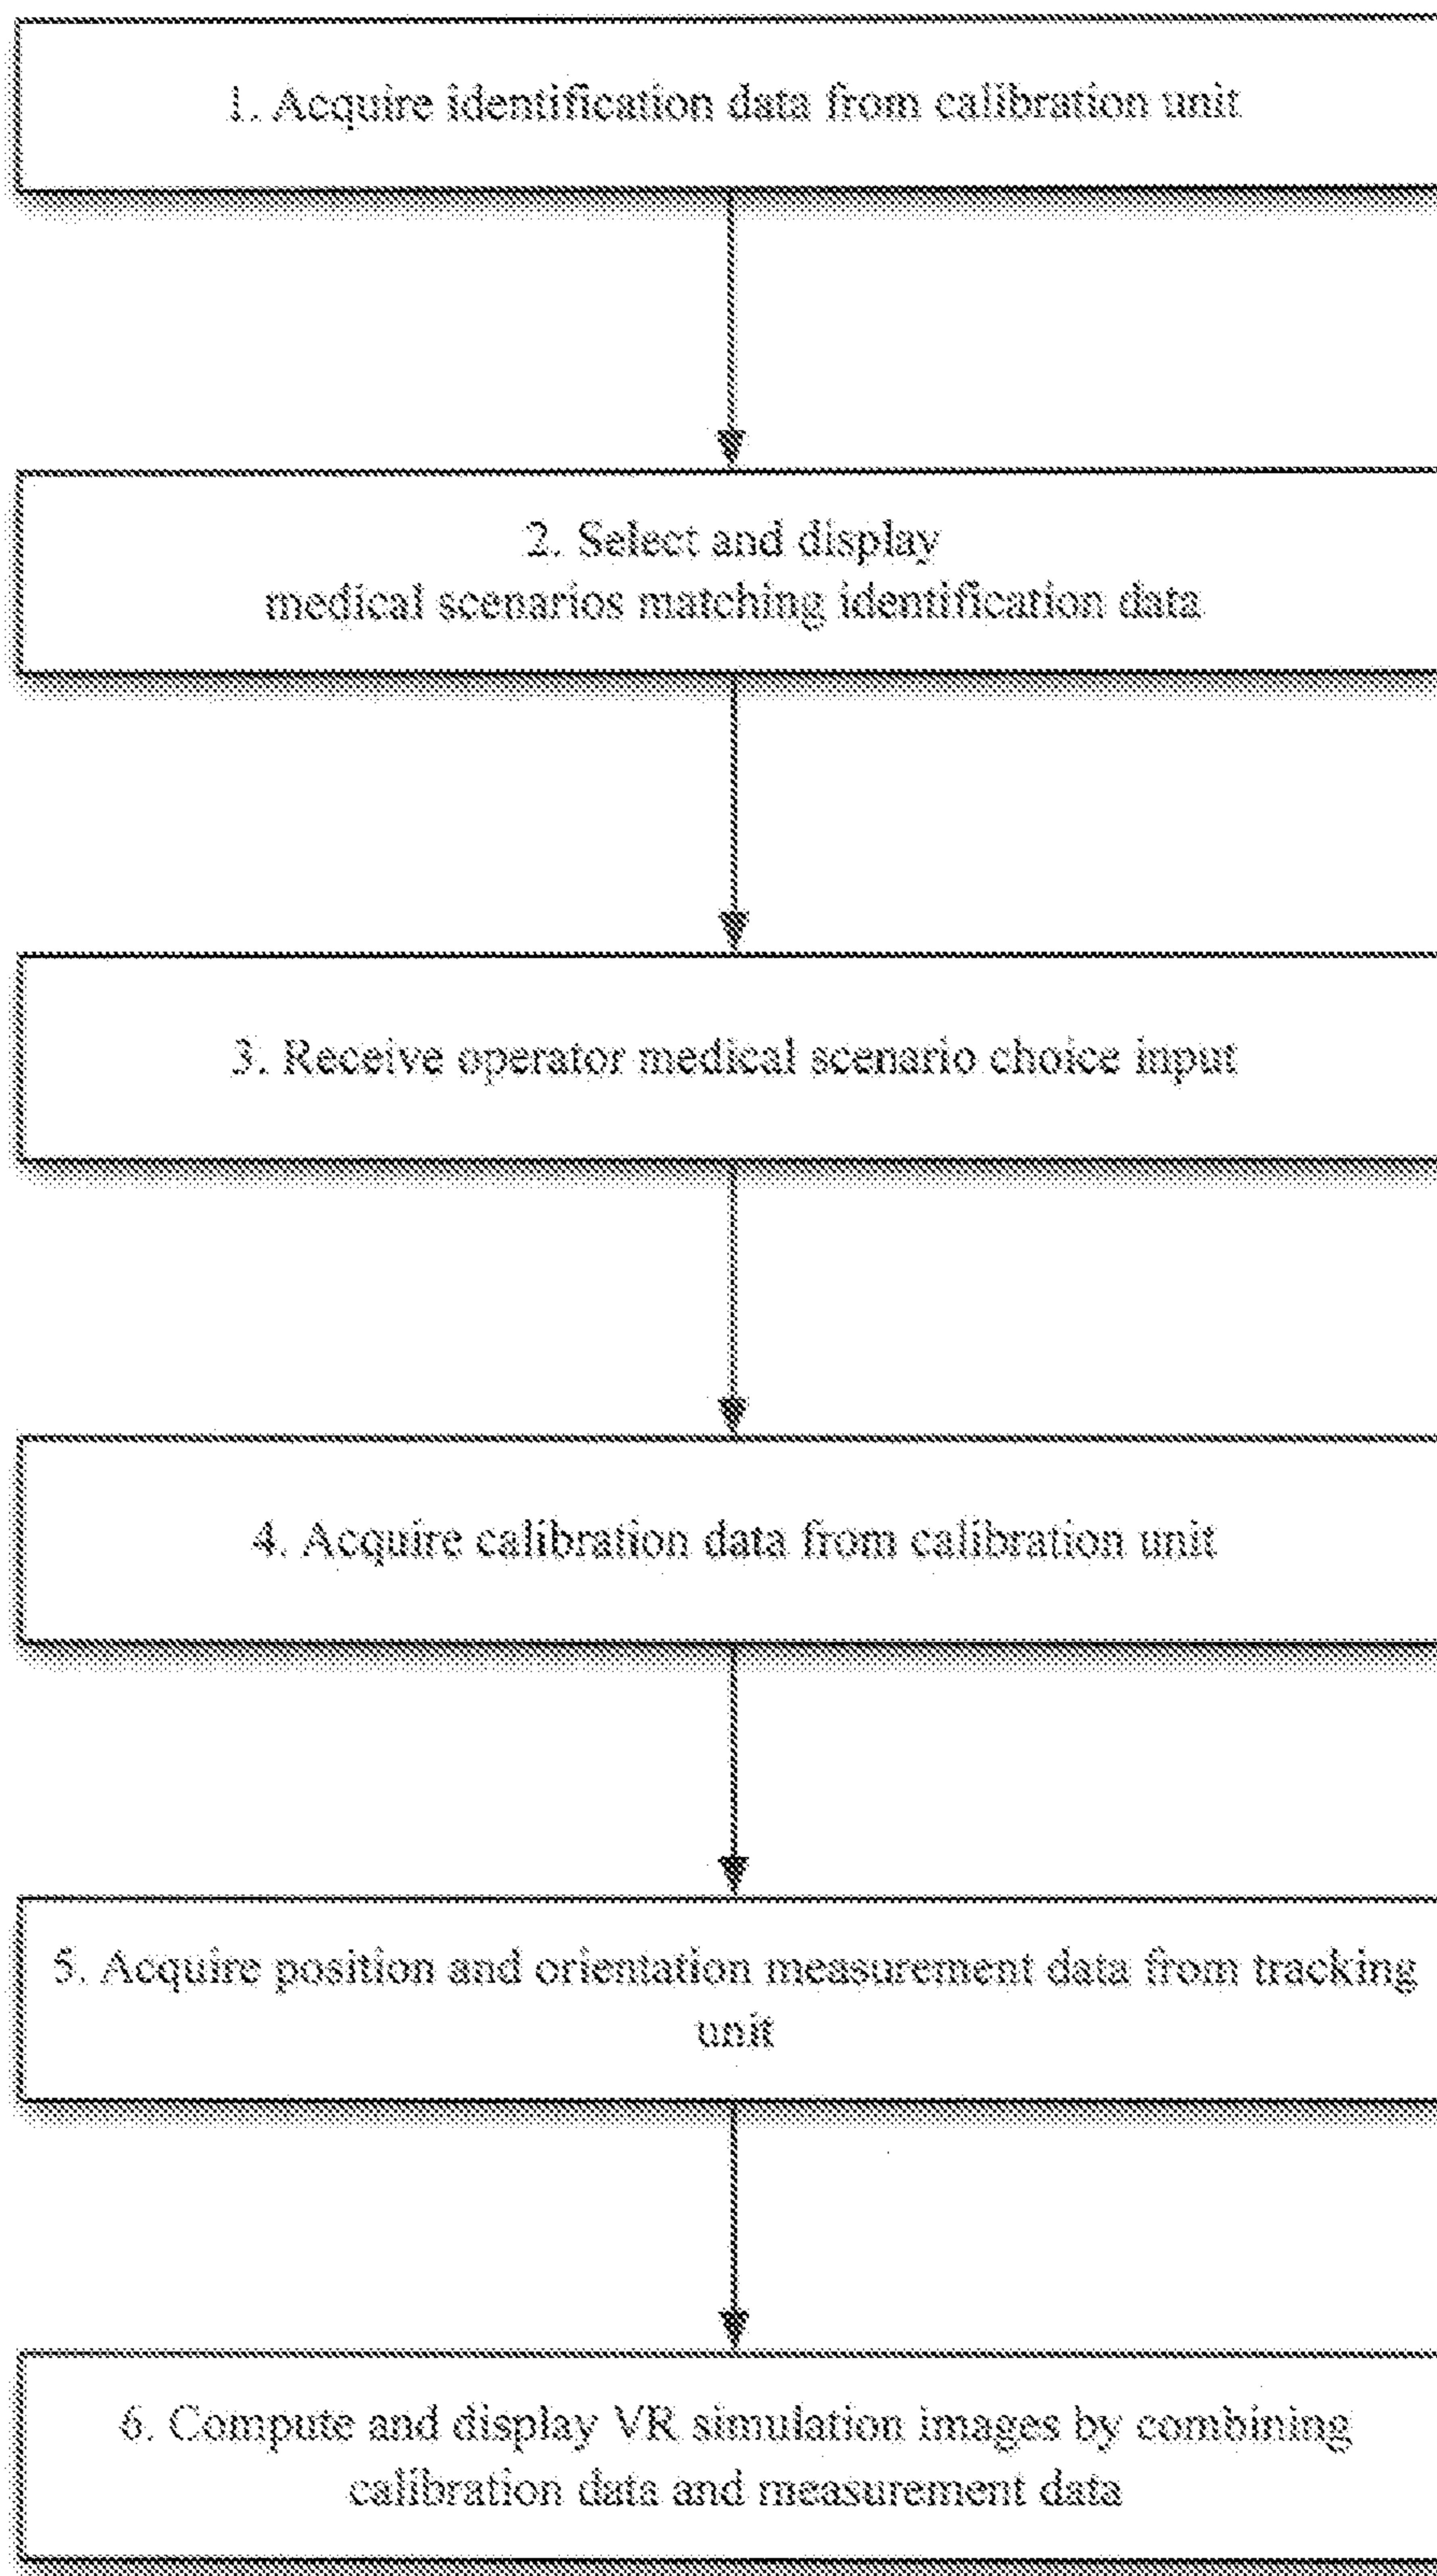 1. Acquire identification data from calibration unit
2. Select and display
medical scenarios matching identification data
3. Receive operator medical scenario choice input
4. Acquire calibration data from calibration unit
5. Acquire position and orientation measurement data from tracking
unit
6. Compute and display VR simulation images by combining
calibration data and measurement data